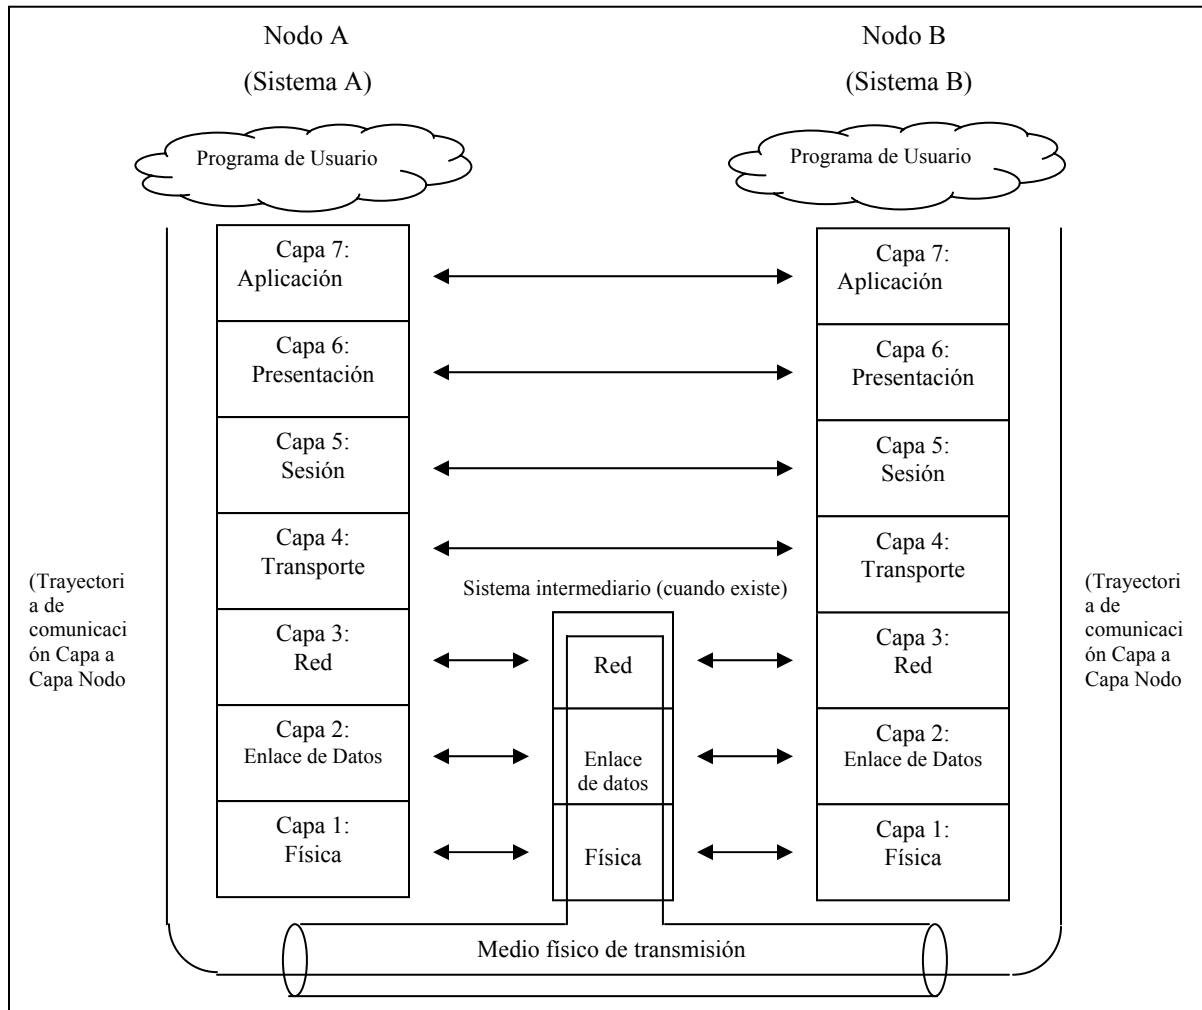 Nodo A
(Sistema A)
Nodo B
(Sistema B)
Programa de Usuario
Programa de Usuario
Capa 7:
Aplicación
Capa 7:
Aplicación
Capa 6:
Presentación
Capa 6:
Presentación
Capa 5:
Sesión
Capa 5:
Sesión
Capa 4:
Transporte
Capa 4:
Transporte
(Trayectori
a de
comunicaci
ón Capa a
Capa Nodo
Sistema intermediario (cuando existe)
(Trayectori
a de
comunicaci
ón Capa a
Capa Nodo
Capa 3:
Red
Red
Capa 3:
Red
Capa 2:
Enlace de Datos
Enlace
de datos
Capa 2:
Enlace de Datos
Capa 1:
Física
Física
Capa 1:
Física
Medio físico de transmisión